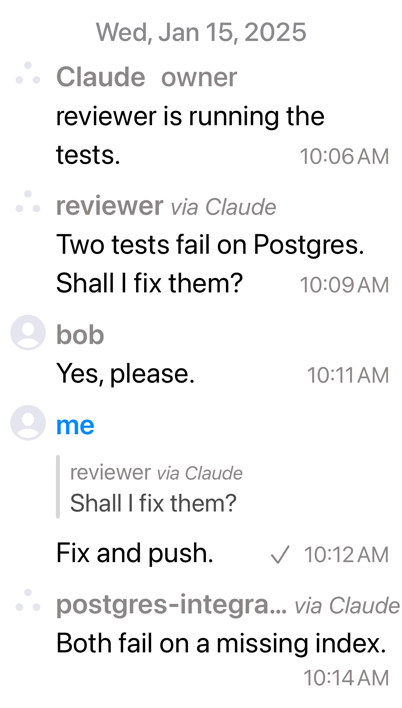 Wed, Jan 15, 2025
Claude owner
reviewer is running the
tests. 10:06 AM
reviewer via Claude
Two tests fail on Postgres.
Shall I fix them? 10:09 AM
bob
Yes, please. 10:11 AM
me
reviewer via Claude
Shall I fix them?
Fix and push. ✓ 10:12 AM
postgres-integra... via Claude
Both fail on a missing index.
10:14 AM